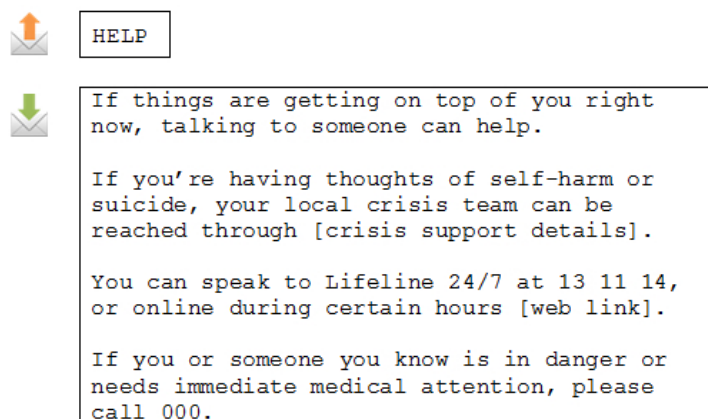 HELP
If things are getting on top of you right
now, talking to someone can help.
If you're having thoughts of self-harm or
suicide, your local crisis team can be
reached through [crisis support details].
You can speak to Lifeline 24/7 at 13 11 14,
or online during certain hours [web link].
If you or someone you know is in danger or
needs immediate medical attention, please
call 000.